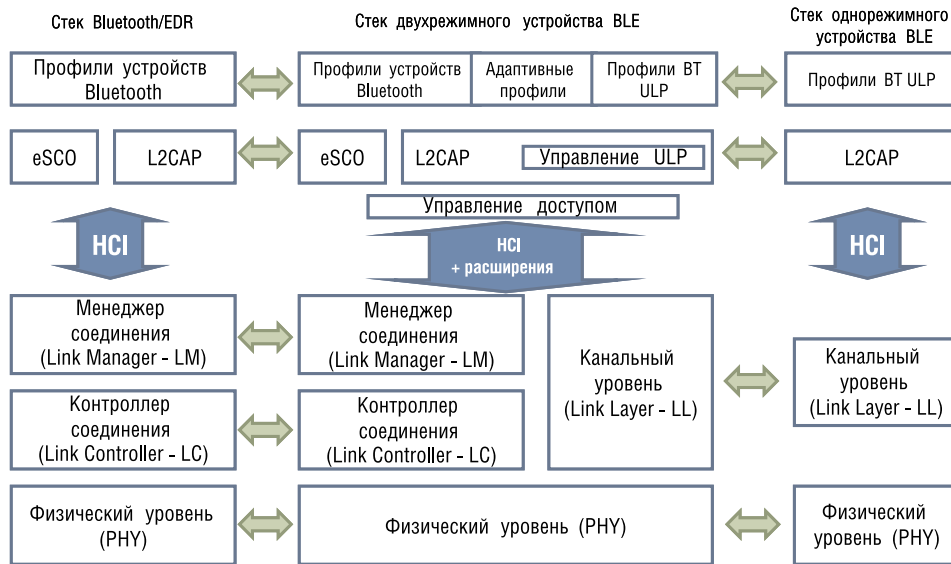 Стек Bluetooth/EDR
Стек двухрежимного устройства BLE
Стек однорежимного
устройства BLE
Профили устройств
Bluetooth
Профили устройств
Bluetooth
Адаптивные
профили
Профили BT
ULP
Профили BT ULP
eSCO
L2CAP
eSCO
L2CAP
Управление ULP
L2CAP
Управление доступом
HCI
HCI
+ расширения
HCI
Менеджер
соединения
(Link Manager - LM)
Менеджер
соединения
(Link Manager - LM)
Канальный
уровень
(Link Layer - LL)
Канальный
уровень
(Link Layer - LL)
Контроллер
соединения
(Link Controller - LC)
Контроллер
соединения
(Link Controller - LC)
Физический уровень
(PHY)
Физический уровень (PHY)
Физический
уровень (PHY)